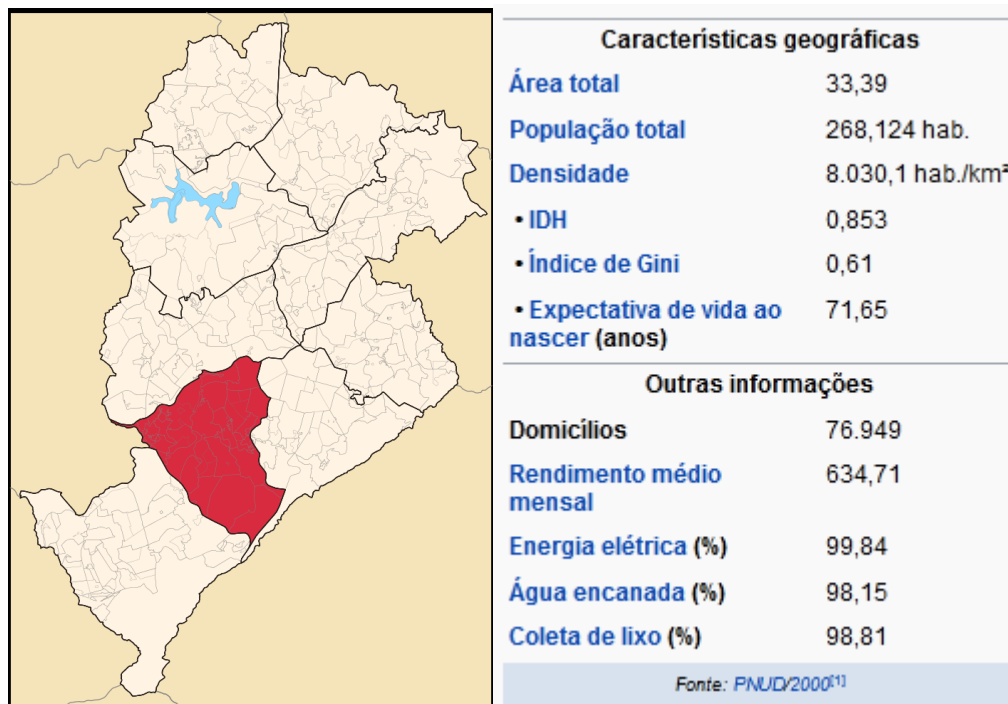 Características geográficas
Área total 33,39
População total 268,124 hab.
Densidade 8.030,1 hab./km²
• IDH 0,853
• Índice de Gini 0,61
• Expectativa de vida ao 71,65
nascer (anos)
Outras informações
Domicílios 76.949
Rendimento médio 634,71
mensal
Energia elétrica (%) 99,84
Água encanada (%) 98,15
Coleta de lixo (%) 98,81
Fonte: PNUD/2000[1]